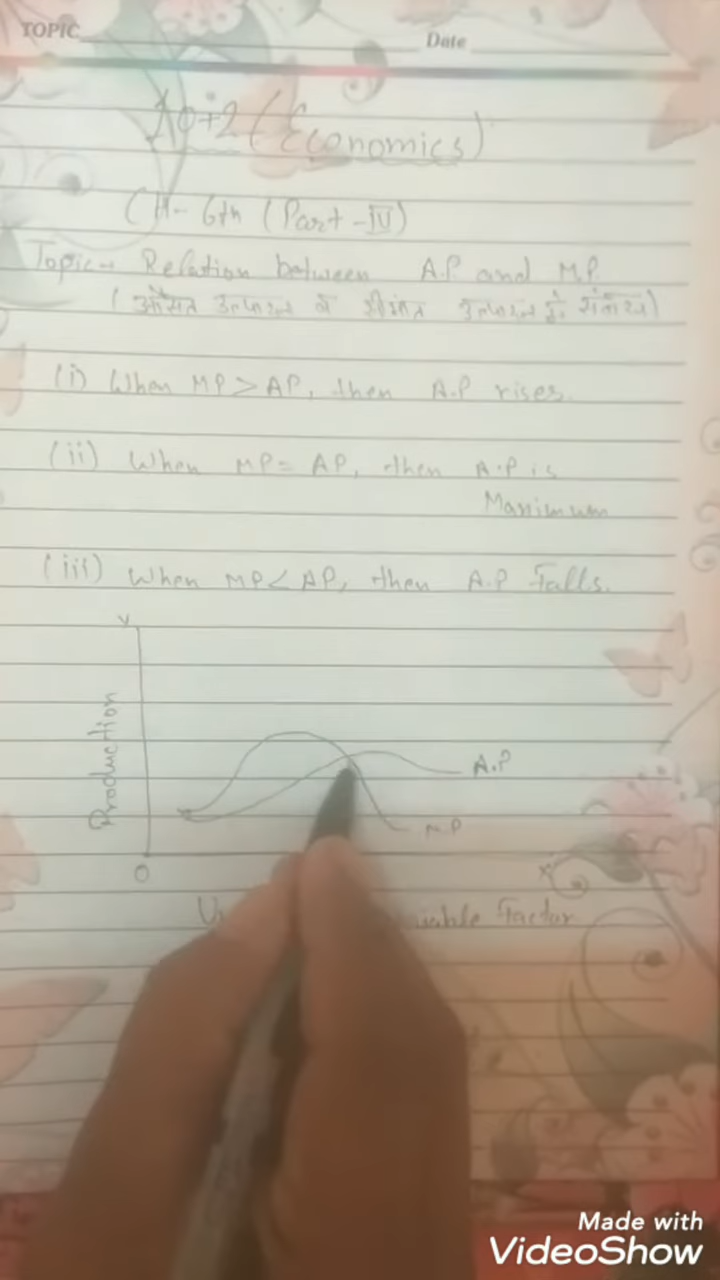 TOPIC
Date
10+2 (Economics)
CH- 6th (Part-IV)
Topic- Relation between A.P. and M.P.
(औसत उत्पादन व सीमांत उत्पादन में संबंध)
(i) When MP > AP, then A.P rises.
(ii) When MP = AP, then A.P is
Maximum
(iii) When MP < AP, then A.P Falls.
Y
Production
A.P
M.P
O
X
Factor
Made with
VideoShow